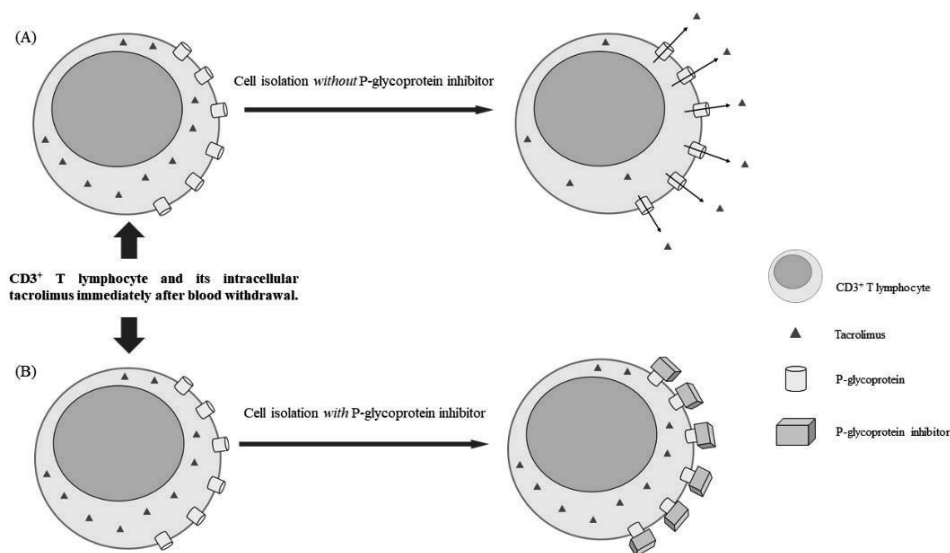 (A)
Cell isolation without P-glycoprotein inhibitor
CD3⁺ T lymphocyte and its intracellular
tacrolimus immediately after blood withdrawal.
CD3⁺ T lymphocyte
Tacrolimus
P-glycoprotein
P-glycoprotein inhibitor
(B)
Cell isolation with P-glycoprotein inhibitor